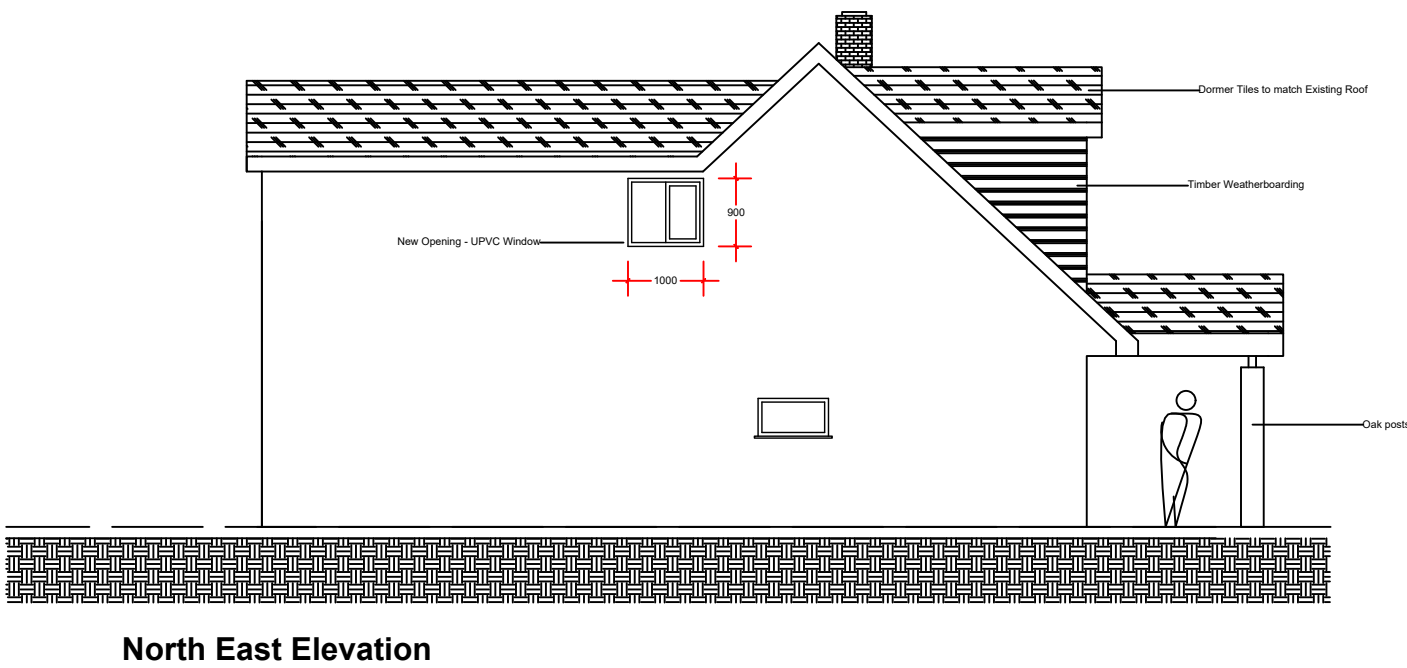 Dormer Tiles to match Existing Roof
Timber Weatherboarding
900
New Opening - UPVC Window
1000
Oak posts
North East Elevation